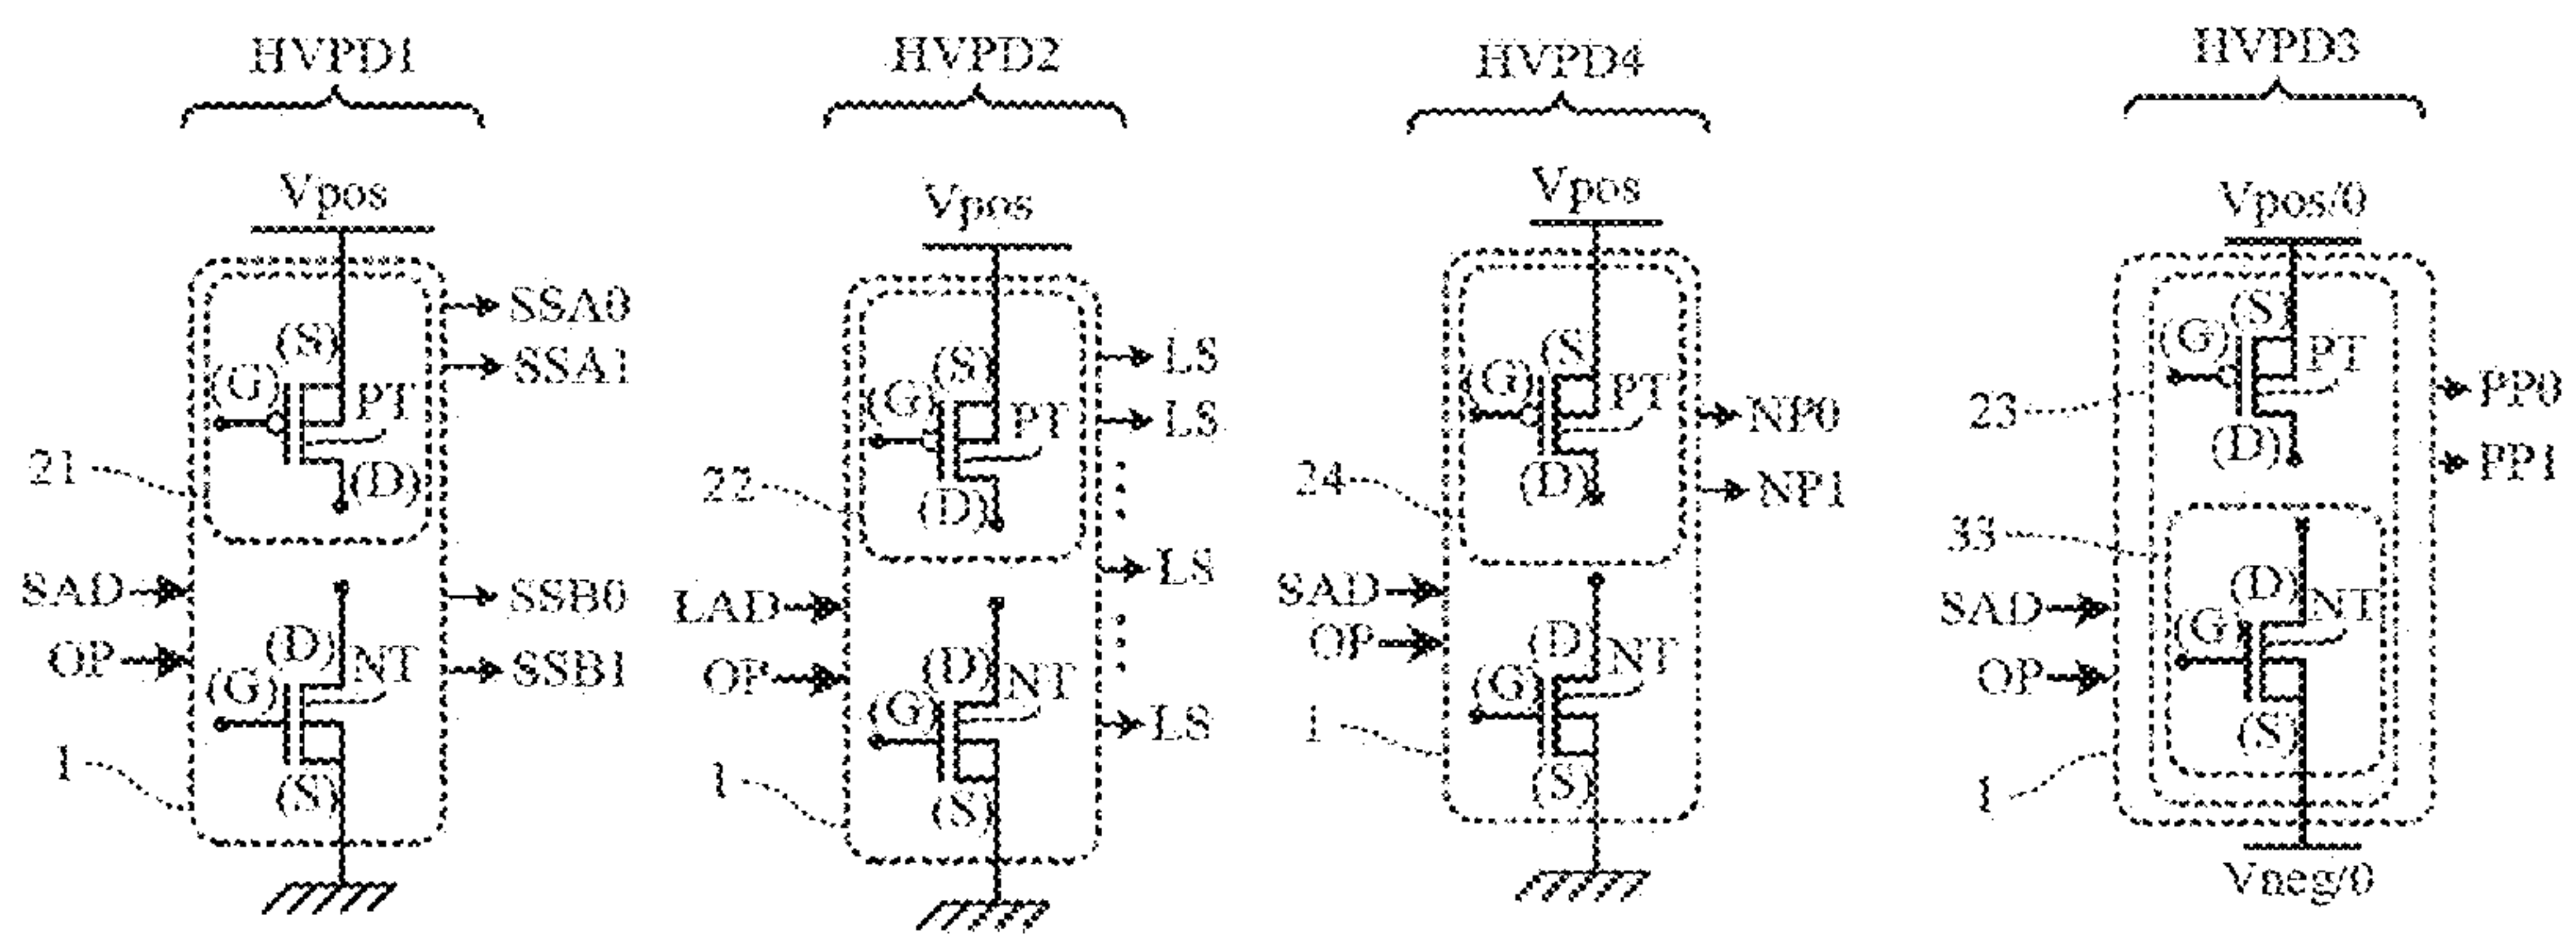 HVPD1
Vpos
SSA0
(S)
SSA1
(G)
PT
21
(D)
SAD
SSB0
(D)
OP
NT
SSB1
(G)
1
(S)
HVPD2
Vpos
LS
(S)
(G)
PT
LS
22
(D)
LS
LAD
(D)
OP
NT
(G)
LS
1
(S)
HVPD4
Vpos
(S)
(G)
PT
NP0
24
(D)
NP1
SAD
OP
(D)
NT
(G)
1
(S)
HVPD3
Vpos/0
(S)
(G)
PT
PP0
23
(D)
PP1
33
(D)
NT
SAD
(G)
OP
(S)
1
Vneg/0